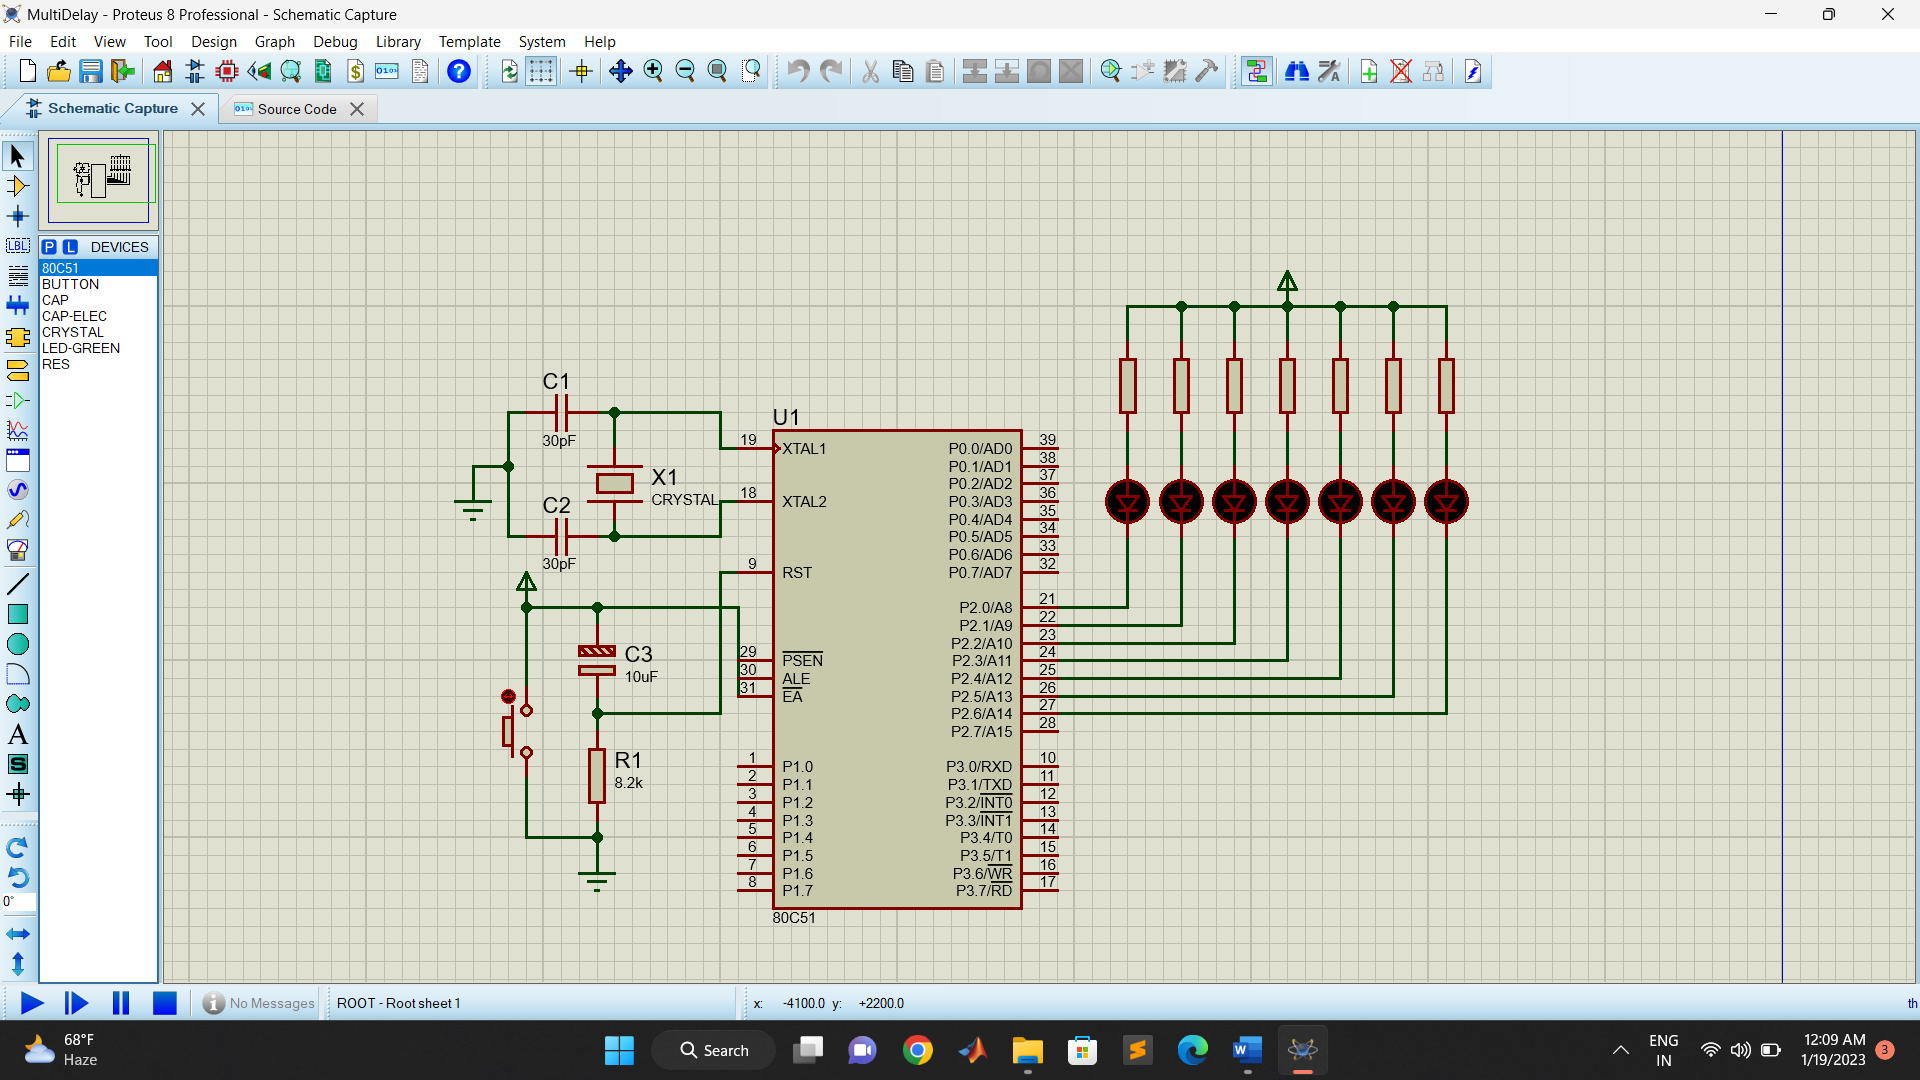 MultiDelay - Proteus 8 Professional - Schematic Capture
File Edit View Tool Design Graph Debug Library Template System Help
Schematic Capture
Source Code
P L DEVICES
80C51
BUTTON
CAP
CAP-ELEC
CRYSTAL
LED-GREEN
RES
LBL
A
S
0°
C1
30pF
C2
30pF
X1
CRYSTAL
C3
10uF
R1
8.2k
U1
19 XTAL1
18 XTAL2
9 RST
29 PSEN
30 ALE
31 EA
1 P1.0
2 P1.1
3 P1.2
4 P1.3
5 P1.4
6 P1.5
7 P1.6
8 P1.7
P0.0/AD0 39
P0.1/AD1 38
P0.2/AD2 37
P0.3/AD3 36
P0.4/AD4 35
P0.5/AD5 34
P0.6/AD6 33
P0.7/AD7 32
P2.0/A8 21
P2.1/A9 22
P2.2/A10 23
P2.3/A11 24
P2.4/A12 25
P2.5/A13 26
P2.6/A14 27
P2.7/A15 28
P3.0/RXD 10
P3.1/TXD 11
P3.2/INT0 12
P3.3/INT1 13
P3.4/T0 14
P3.5/T1 15
P3.6/WR 16
P3.7/RD 17
80C51
No Messages
ROOT - Root sheet 1
x: -4100.0 y: +2200.0
th
68°F
Haze
Search
ENG
IN
12:09 AM
1/19/2023
3